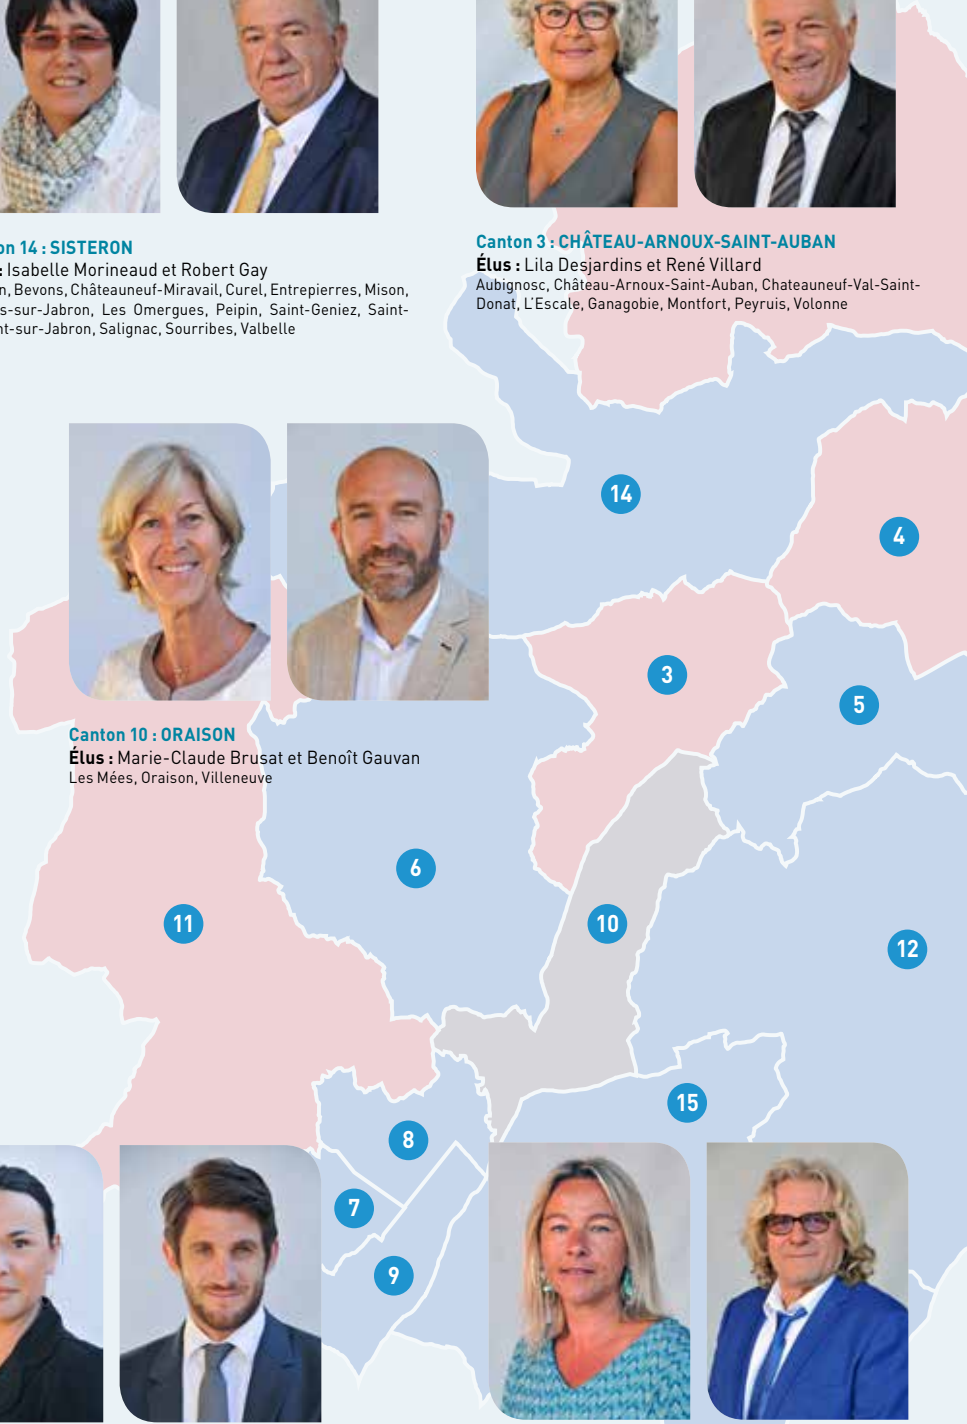 on 14 : SISTERON
: Isabelle Morineaud et Robert Gay
n, Bevons, Châteauneuf-Miravail, Curel, Entrepierres, Mison,
s-sur-Jabron, Les Omergues, Peipin, Saint-Geniez, Saint-
nt-sur-Jabron, Salignac, Sourribes, Valbelle
Canton 3 : CHÂTEAU-ARNOUX-SAINT-AUBAN
Élus : Lila Desjardins et René Villard
Aubignosc, Château-Arnoux-Saint-Auban, Chateauneuf-Val-Saint-
Donat, L'Escale, Ganagobie, Montfort, Peyruis, Volonne
14
4
3
5
Canton 10 : ORAISON
Élus : Marie-Claude Brusat et Benoît Gauvan
Les Mées, Oraison, Villeneuve
6
11
10
12
15
8
7
9